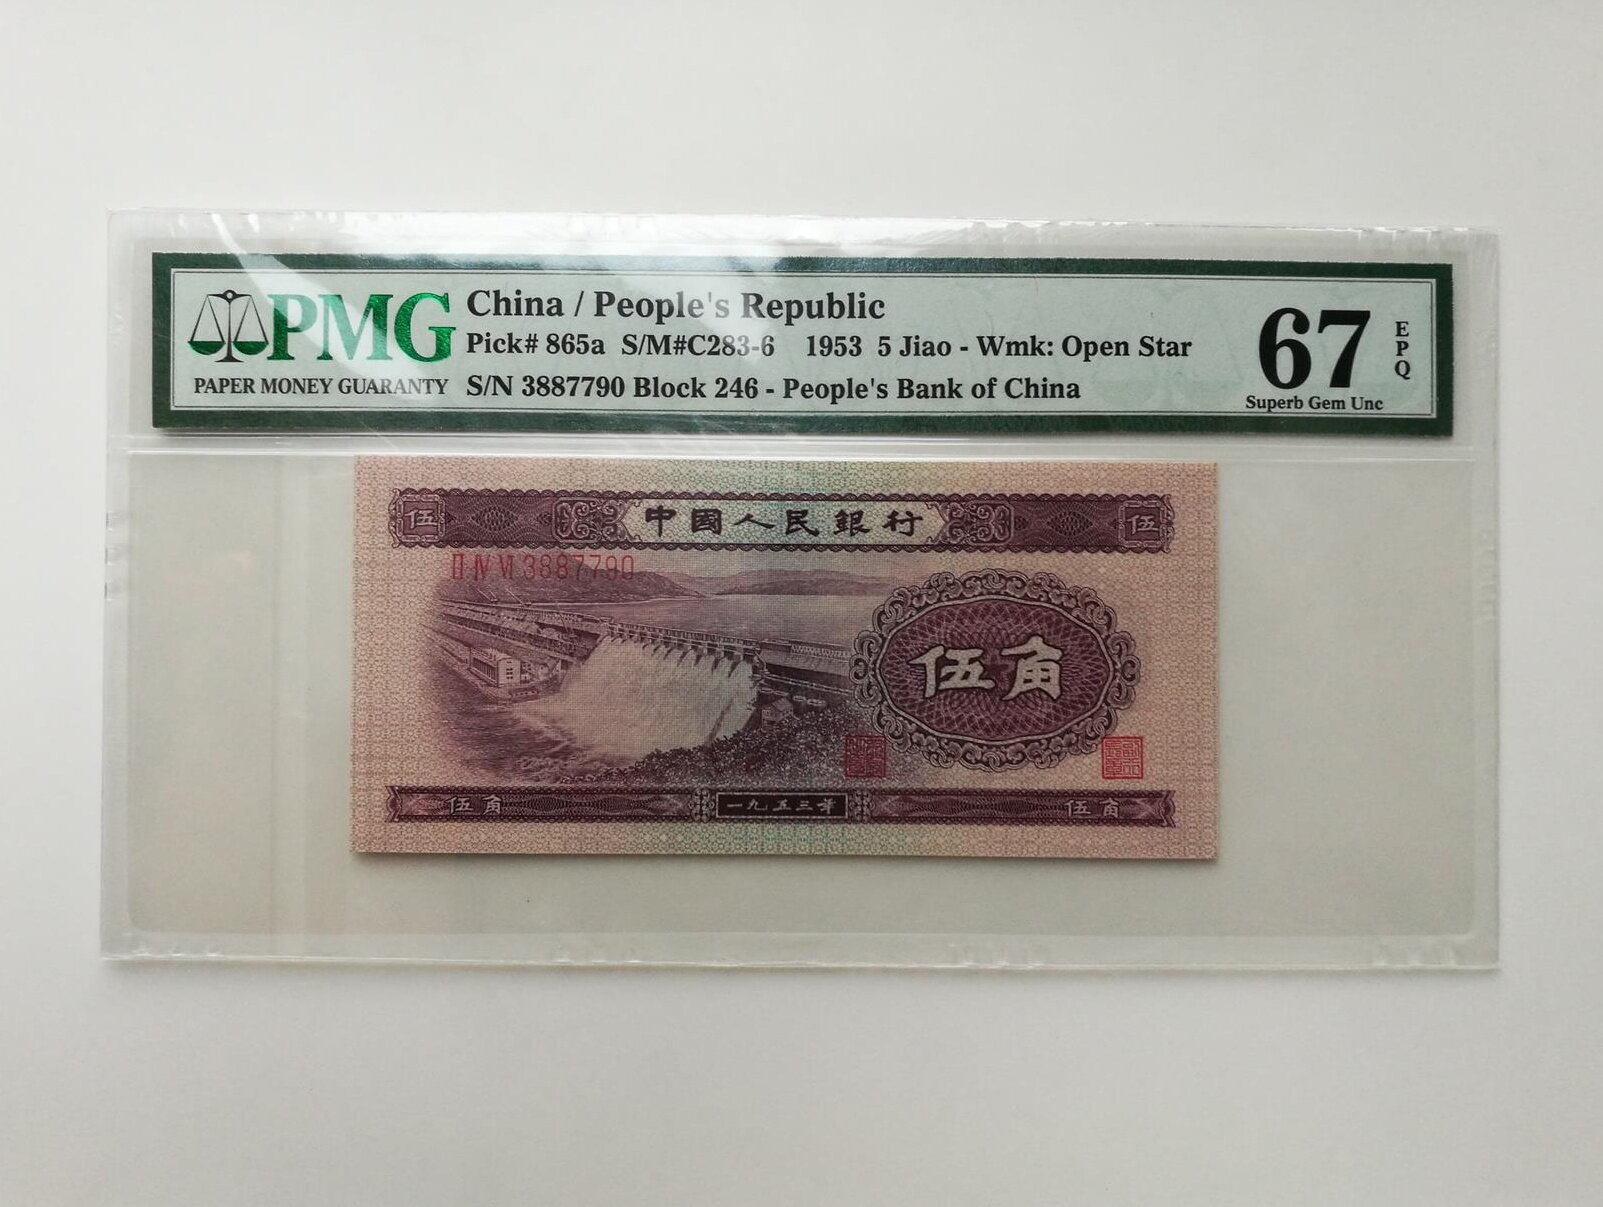 PMG
PAPER MONEY GUARANTY
China / People's Republic
Pick# 865a S/M#C283-6 1953 5 Jiao - Wmk: Open Star
S/N 3887790 Block 246 - People's Bank of China
67
EPQ
Superb Gem Unc
伍 中國人民銀行 伍
Ⅱ Ⅳ Ⅵ 3887790
伍角
伍角 一九五三年 伍角